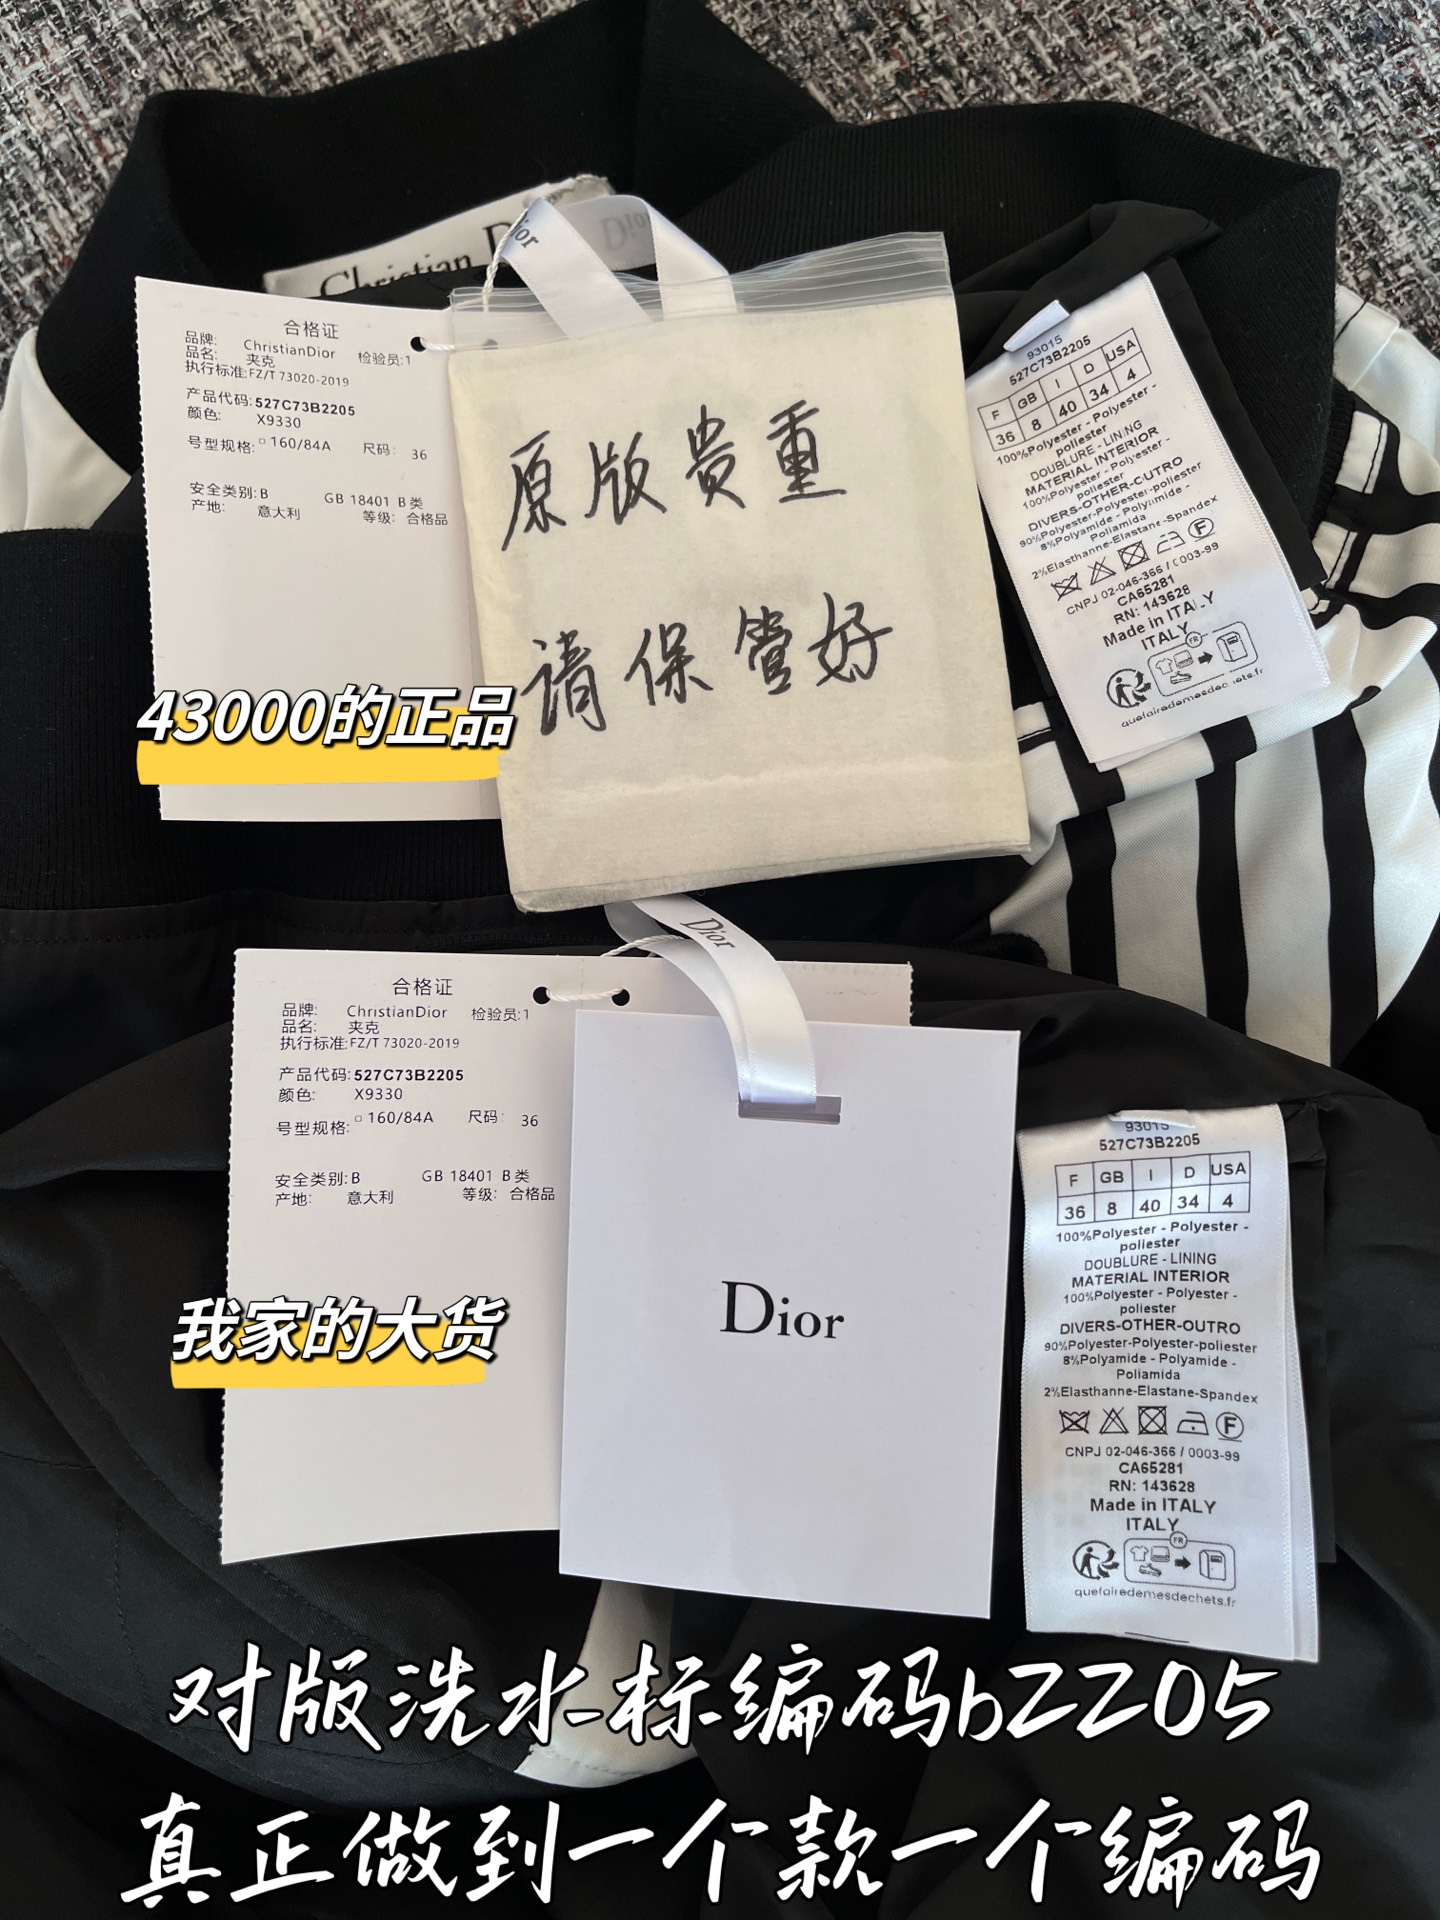 Christian D
Dior
合格证
品牌: ChristianDior 检验员:1
品名: 夹克
执行标准:FZ/T 73020-2019
产品代码:527C73B2205
颜色: X9330
号型规格:□160/84A 尺码: 36
安全类别:B GB 18401 B类
产地: 意大利 等级: 合格品
原版贵重
请保管好
93015
527C73B2205
F GB I D USA
36 8 40 34 4
100%Polyester - Polyester -
poliester
DOUBLURE - LINING
MATERIAL INTERIOR
100%Polyester - Polyester -
poliester
DIVERS-OTHER-OUTRO
90%Polyester-Polyester-poliester
8%Polyamide - Polyamide -
Poliamida
2%Elasthanne-Elastane-Spandex
F
CNPJ 02-046-366 / 0003-99
CA65281
RN: 143628
Made in ITALY
ITALY
FR
quefairedemesdechets.fr
43000的正品
Dior
合格证
品牌: ChristianDior 检验员:1
品名: 夹克
执行标准:FZ/T 73020-2019
产品代码:527C73B2205
颜色: X9330
号型规格:□160/84A 尺码: 36
安全类别:B GB 18401 B类
产地: 意大利 等级: 合格品
Dior
93015
527C73B2205
F GB I D USA
36 8 40 34 4
100%Polyester - Polyester -
poliester
DOUBLURE - LINING
MATERIAL INTERIOR
100%Polyester - Polyester -
poliester
DIVERS-OTHER-OUTRO
90%Polyester-Polyester-poliester
8%Polyamide - Polyamide -
Poliamida
2%Elasthanne-Elastane-Spandex
F
CNPJ 02-046-366 / 0003-99
CA65281
RN: 143628
Made in ITALY
ITALY
FR
quefairedemesdechets.fr
我家的大货
对版洗水标编码b2205
真正做到一个款一个编码